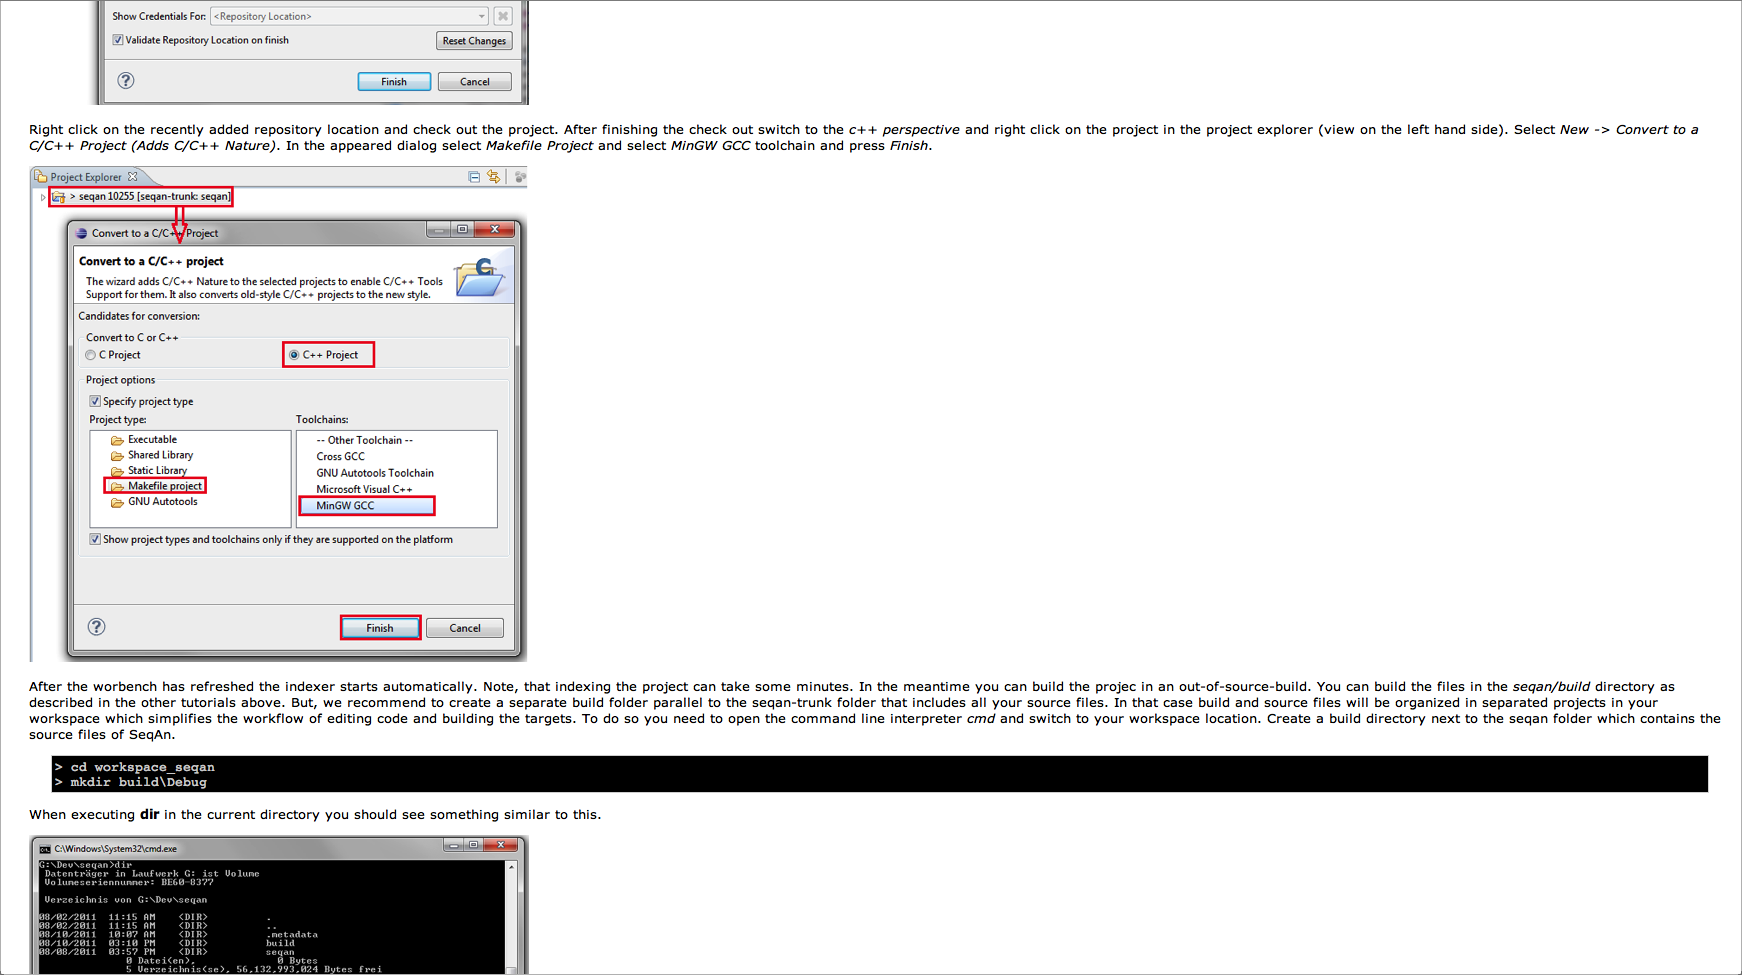 Show Credentials For: <Repository Location>
Validate Repository Location on finish Reset Changes
Finish Cancel
Right click on the recently added repository location and check out the project. After finishing the check out switch to the c++ perspective and right click on the project in the project explorer (view on the left hand side). Select New -> Convert to a
C/C++ Project (Adds C/C++ Nature). In the appeared dialog select Makefile Project and select MinGW GCC toolchain and press Finish.
Project Explorer
> seqan 10255 [seqan-trunk: seqan]
Convert to a C/C++ Project
Convert to a C/C++ project
The wizard adds C/C++ Nature to the selected projects to enable C/C++ Tools
Support for them. It also converts old-style C/C++ projects to the new style.
Candidates for conversion:
Convert to C or C++
C Project C++ Project
Project options
Specify project type
Project type: Toolchains:
Executable
Shared Library
Static Library
Makefile project
GNU Autotools
-- Other Toolchain --
Cross GCC
GNU Autotools Toolchain
Microsoft Visual C++
MinGW GCC
Show project types and toolchains only if they are supported on the platform
Finish Cancel
After the worbench has refreshed the indexer starts automatically. Note, that indexing the project can take some minutes. In the meantime you can build the projec in an out-of-source-build. You can build the files in the seqan/build directory as
described in the other tutorials above. But, we recommend to create a separate build folder parallel to the seqan-trunk folder that includes all your source files. In that case build and source files will be organized in separated projects in your
workspace which simplifies the workflow of editing code and building the targets. To do so you need to open the command line interpreter cmd and switch to your workspace location. Create a build directory next to the seqan folder which contains the
source files of SeqAn.
> cd workspace_seqan
> mkdir build\Debug
When executing dir in the current directory you should see something similar to this.
C:\Windows\System32\cmd.exe
G:\Dev\seqan>dir
Datenträger in Laufwerk G: ist Volume
Volumeseriennummer: BE60-8377
Verzeichnis von G:\Dev\seqan
08/02/2011 11:15 AM <DIR> .
08/02/2011 11:15 AM <DIR> ..
08/10/2011 10:07 AM <DIR> .metadata
08/10/2011 03:10 PM <DIR> build
08/08/2011 03:57 PM <DIR> seqan
0 Datei(en), 0 Bytes
5 Verzeichnis(se), 56,132,993,024 Bytes frei